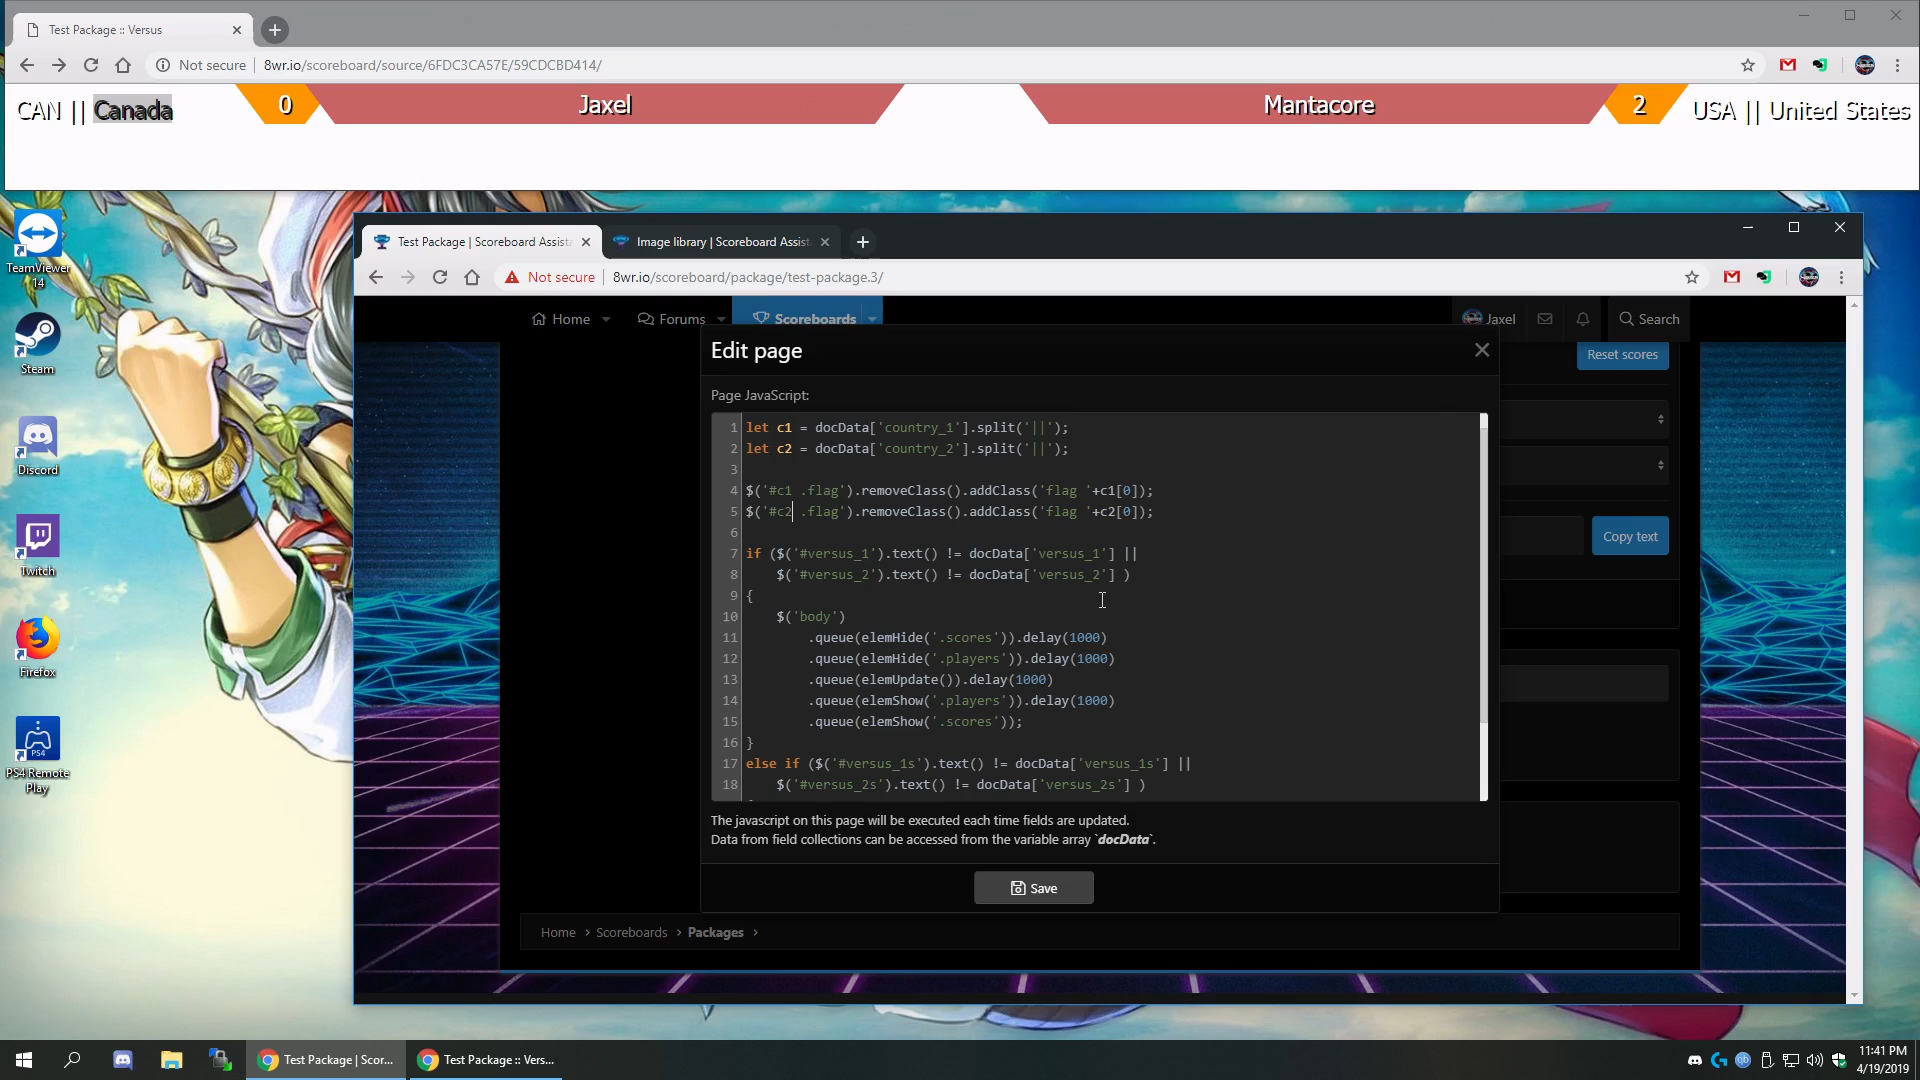 Test Package :: Versus
Not secure
8wr.io/scoreboard/source/6FDC3CA57E/59CDCBD414/
CAN || Canada
0
Jaxel
Mantacore
2
USA || United States
TeamViewer
14
Steam
Discord
Twitch
Firefox
PS4
PS4 Remote
Play
Test Package | Scoreboard Assist
Image library | Scoreboard Assist
Not secure
8wr.io/scoreboard/package/test-package.3/
Home
Forums
Scoreboards
Jaxel
Search
Reset scores
Copy text
Edit page
Page JavaScript:
1 let c1 = docData['country_1'].split('||');
2 let c2 = docData['country_2'].split('||');
3
4 $('#c1 .flag').removeClass().addClass('flag '+c1[0]);
5 $('#c2 .flag').removeClass().addClass('flag '+c2[0]);
6
7 if ($('#versus_1').text() != docData['versus_1'] ||
8 $('#versus_2').text() != docData['versus_2'] )
9 {
10 $('body')
11 .queue(elemHide('.scores')).delay(1000)
12 .queue(elemHide('.players')).delay(1000)
13 .queue(elemUpdate()).delay(1000)
14 .queue(elemShow('.players')).delay(1000)
15 .queue(elemShow('.scores'));
16 }
17 else if ($('#versus_1s').text() != docData['versus_1s'] ||
18 $('#versus_2s').text() != docData['versus_2s'] )
The javascript on this page will be executed each time fields are updated.
Data from field collections can be accessed from the variable array `docData`.
Save
Home > Scoreboards > Packages >
Test Package | Scor...
Test Package :: Vers...
11:41 PM
4/19/2019